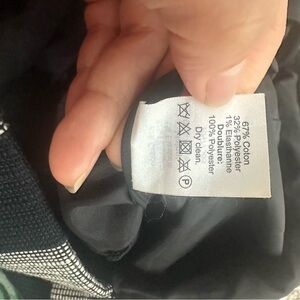 67% Coton
32% Polyester
1% Elasthanne
Doublure:
100% Polyester
Dry clean.
P